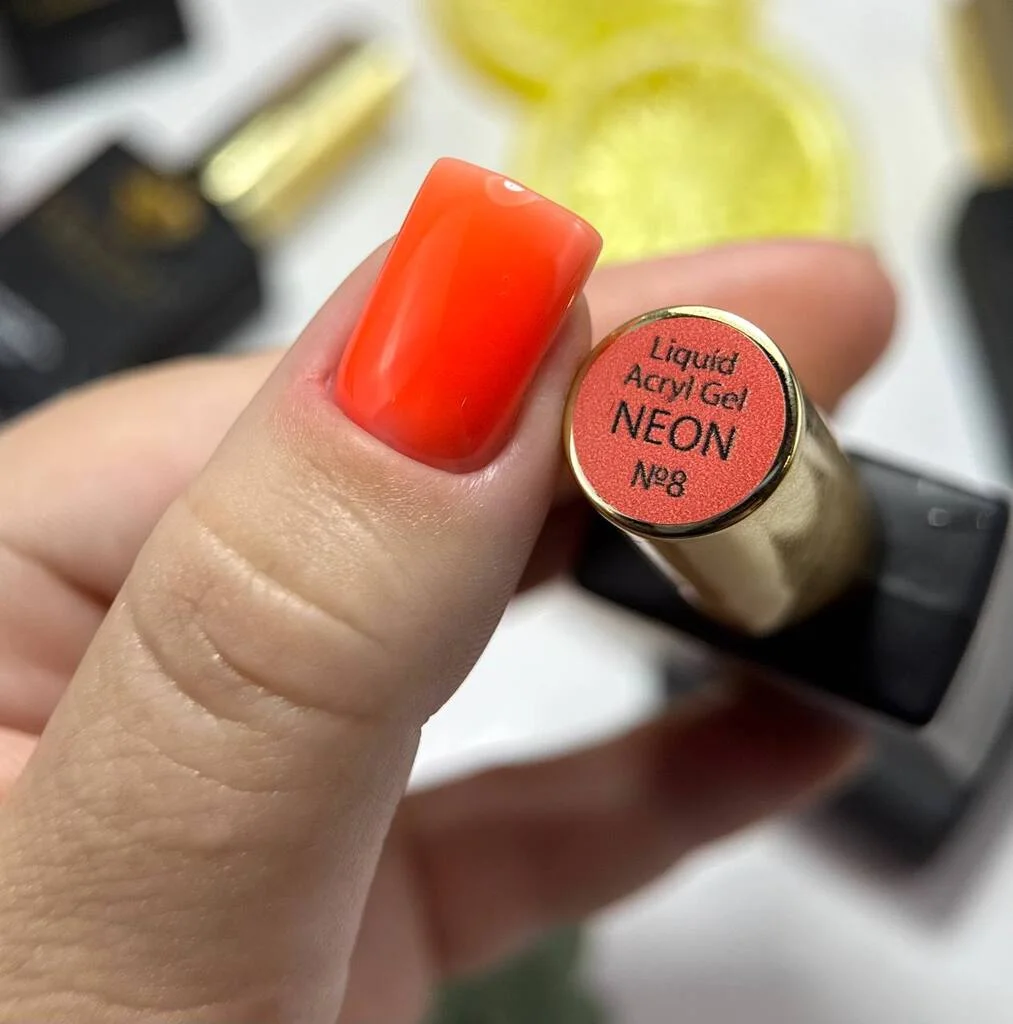 Liquid
Acryl Gel
NEON
№8